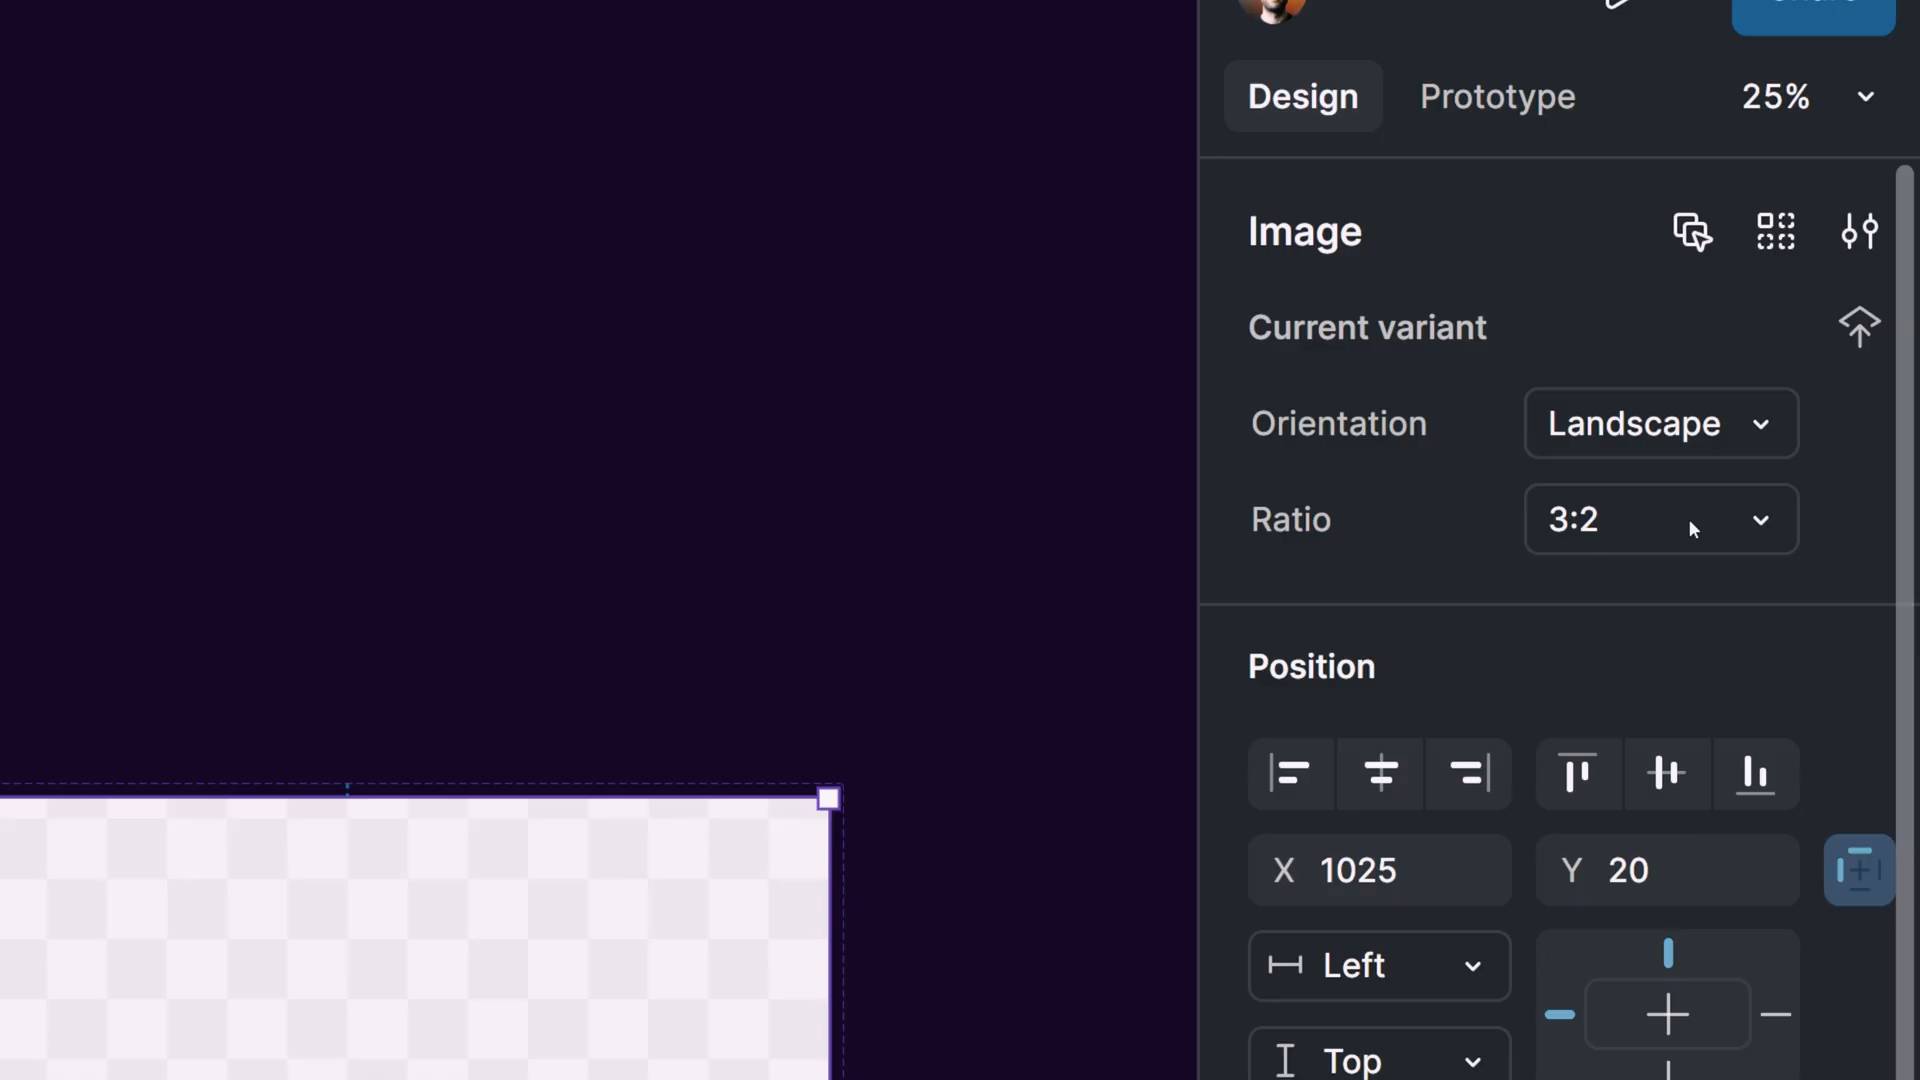 Design Prototype 25%
Image
Current variant
Orientation Landscape
Ratio 3:2
Position
X 1025 Y 20
Left
Top